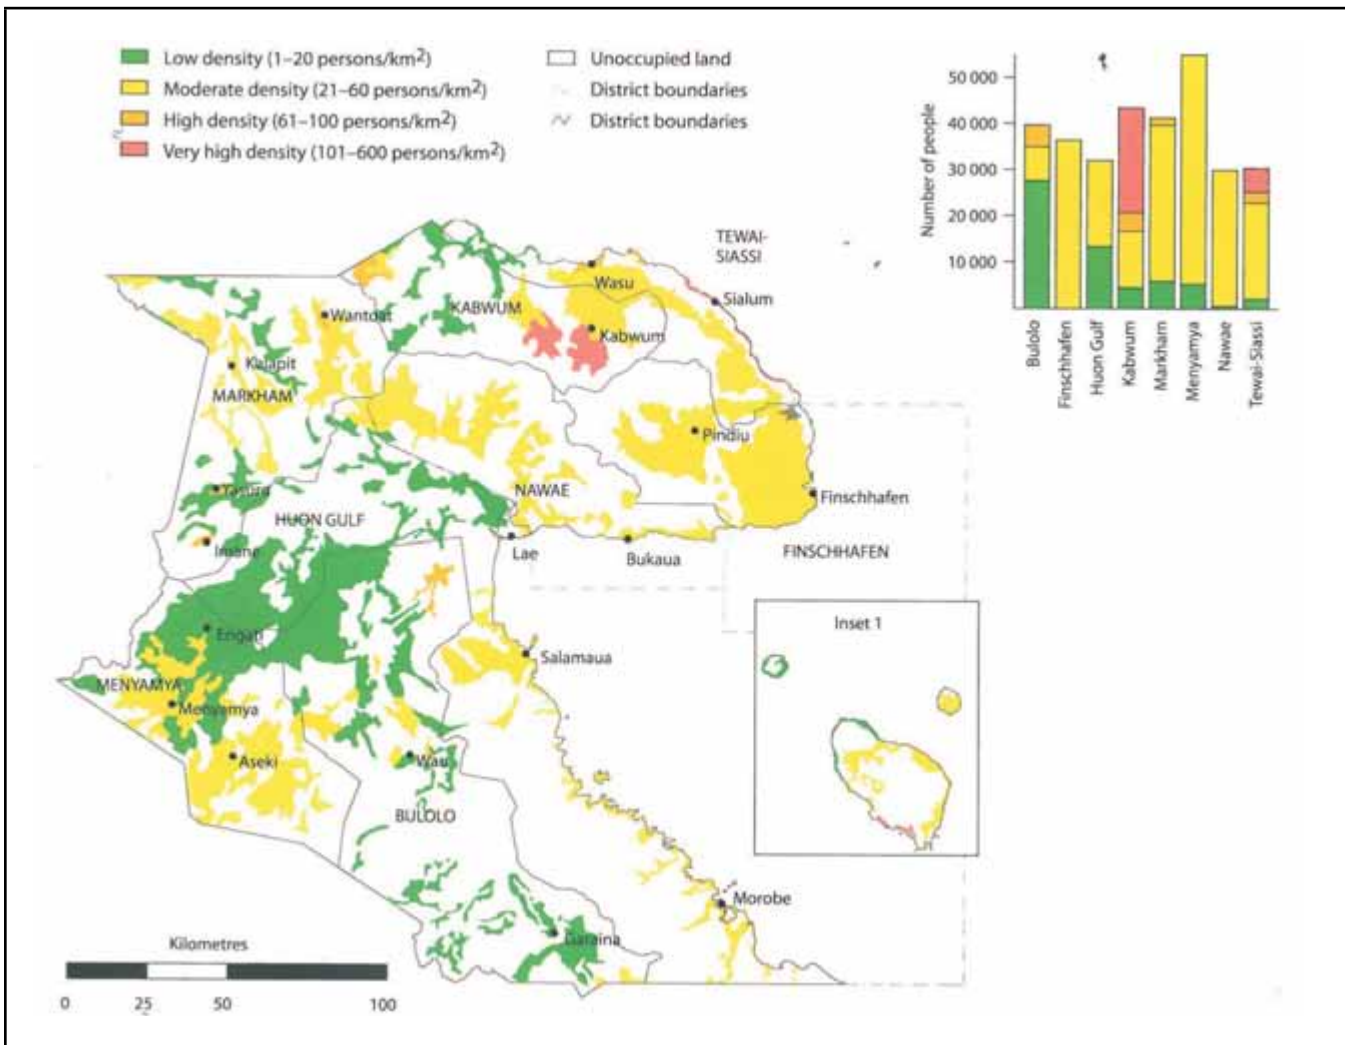 Low density (1–20 persons/km2)
Moderate density (21–60 persons/km2)
High density (61–100 persons/km2)
Very high density (101–600 persons/km2)
Unoccupied land
District boundaries
District boundaries
Number of people
50 000
40 000
30 000
20 000
10 000
Bulolo
Finschhafen
Huon Gulf
Kabwum
Markham
Menyamya
Nawae
Tewai-Siassi
TEWAI-
SIASSI
Wasu
Sialum
KABWUM
Wantoat
Kabwum
Kaiapit
MARKHAM
Pindiu
NAWAE
Finschhafen
HUON GULF
Lae
Bukaua
FINSCHHAFEN
Imane
Engati
Inset 1
Salamaua
MENYAMYA
Menyamya
Aseki
Wau
BULOLO
Morobe
Garaina
Kilometres
0 25 50 100